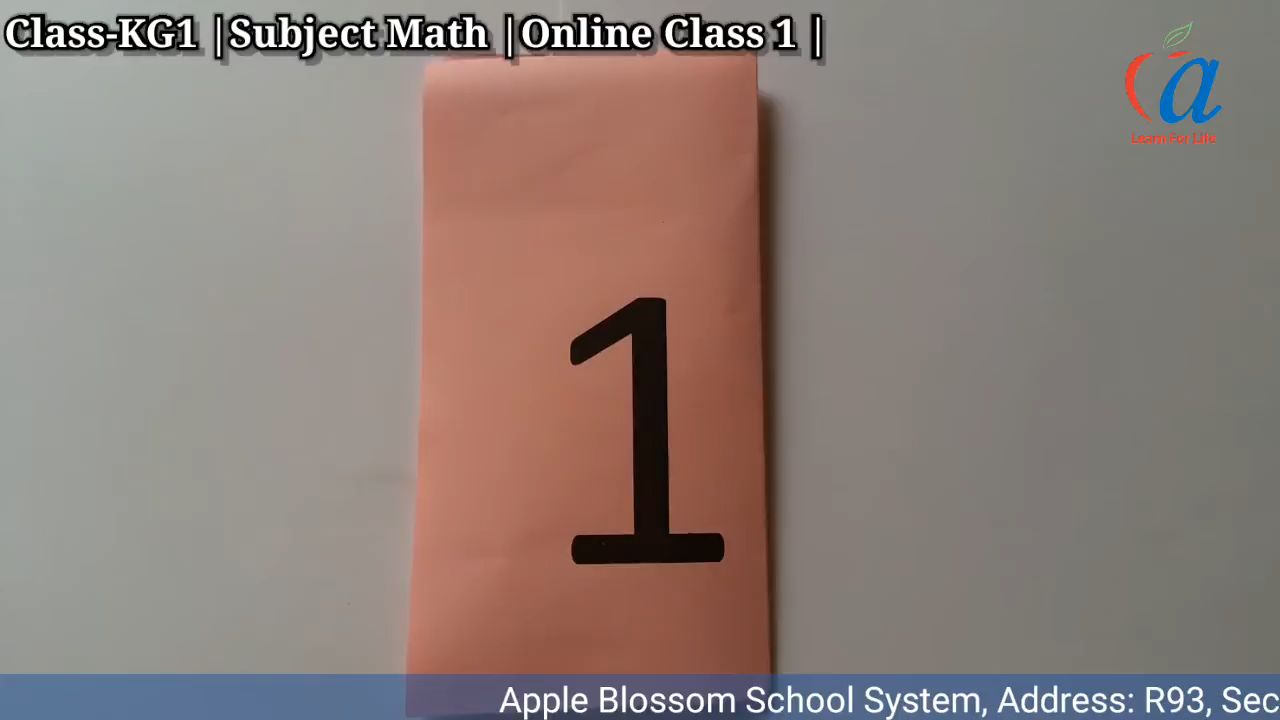 Class-KG1 |Subject Math |Online Class 1 |
a
Learn For Life
1
Apple Blossom School System, Address: R93, Sec